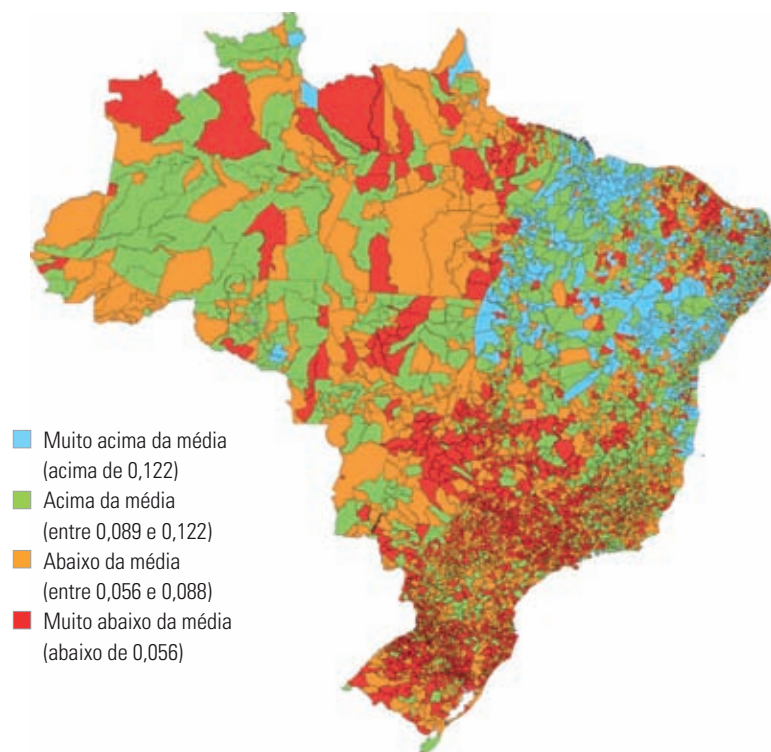 Muito acima da média
(acima de 0,122)
Acima da média
(entre 0,089 e 0,122)
Abaixo da média
(entre 0,056 e 0,088)
Muito abaixo da média
(abaixo de 0,056)